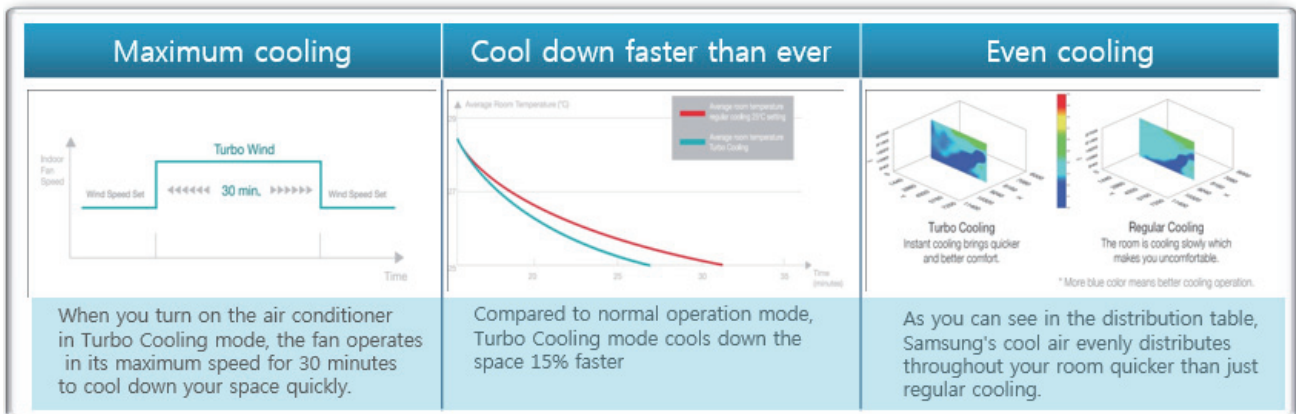 Maximum cooling
Cool down faster than ever
Even cooling
Indoor
Fan
Speed
Turbo Wind
Wind Speed Set
30 min.
Wind Speed Set
Time
When you turn on the air conditioner
in Turbo Cooling mode, the fan operates
in its maximum speed for 30 minutes
to cool down your space quickly.
Average Room Temperature (℃)
Average room temperature
regular cooling 25℃ setting
Average room temperature
Turbo Cooling
29
27
25
20
25
30
35
Time
(minutes)
Compared to normal operation mode,
Turbo Cooling mode cools down the
space 15% faster
Turbo Cooling
Instant cooling brings quicker
and better comfort.
Regular Cooling
The room is cooling slowly which
makes you uncomfortable.
* More blue color means better cooling operation.
As you can see in the distribution table,
Samsung's cool air evenly distributes
throughout your room quicker than just
regular cooling.